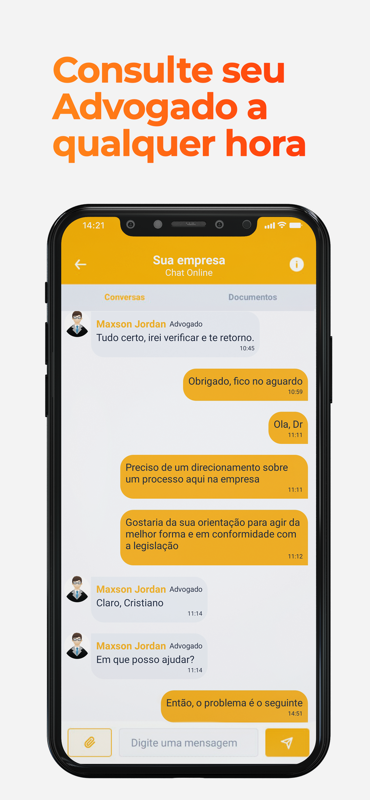 Consulte seu
Advogado a
qualquer hora
14:21
Sua empresa
Chat Online
Conversas
Documentos
Maxson Jordan Advogado
Tudo certo, irei verificar e te retorno.
10:45
Obrigado, fico no aguardo
10:59
Ola, Dr
11:11
Preciso de um direcionamento sobre
um processo aqui na empresa
11:11
Gostaria da sua orientação para agir da
melhor forma e em conformidade com
a legislação
11:12
Maxson Jordan Advogado
Claro, Cristiano
11:14
Maxson Jordan Advogado
Em que posso ajudar?
11:14
Então, o problema é o seguinte
14:51
Digite uma mensagem